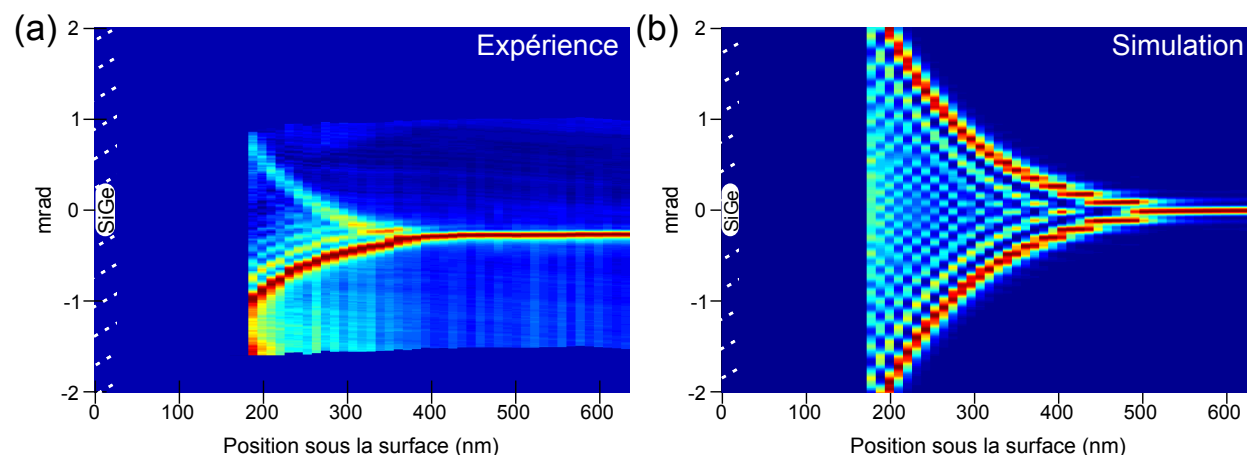 (a)
Expérience
2
1
0
-1
-2
mrad
SiGe
0 100 200 300 400 500 600
Position sous la surface (nm)
(b)
Simulation
2
1
0
-1
-2
mrad
SiGe
0 100 200 300 400 500 600
Position sous la surface (nm)